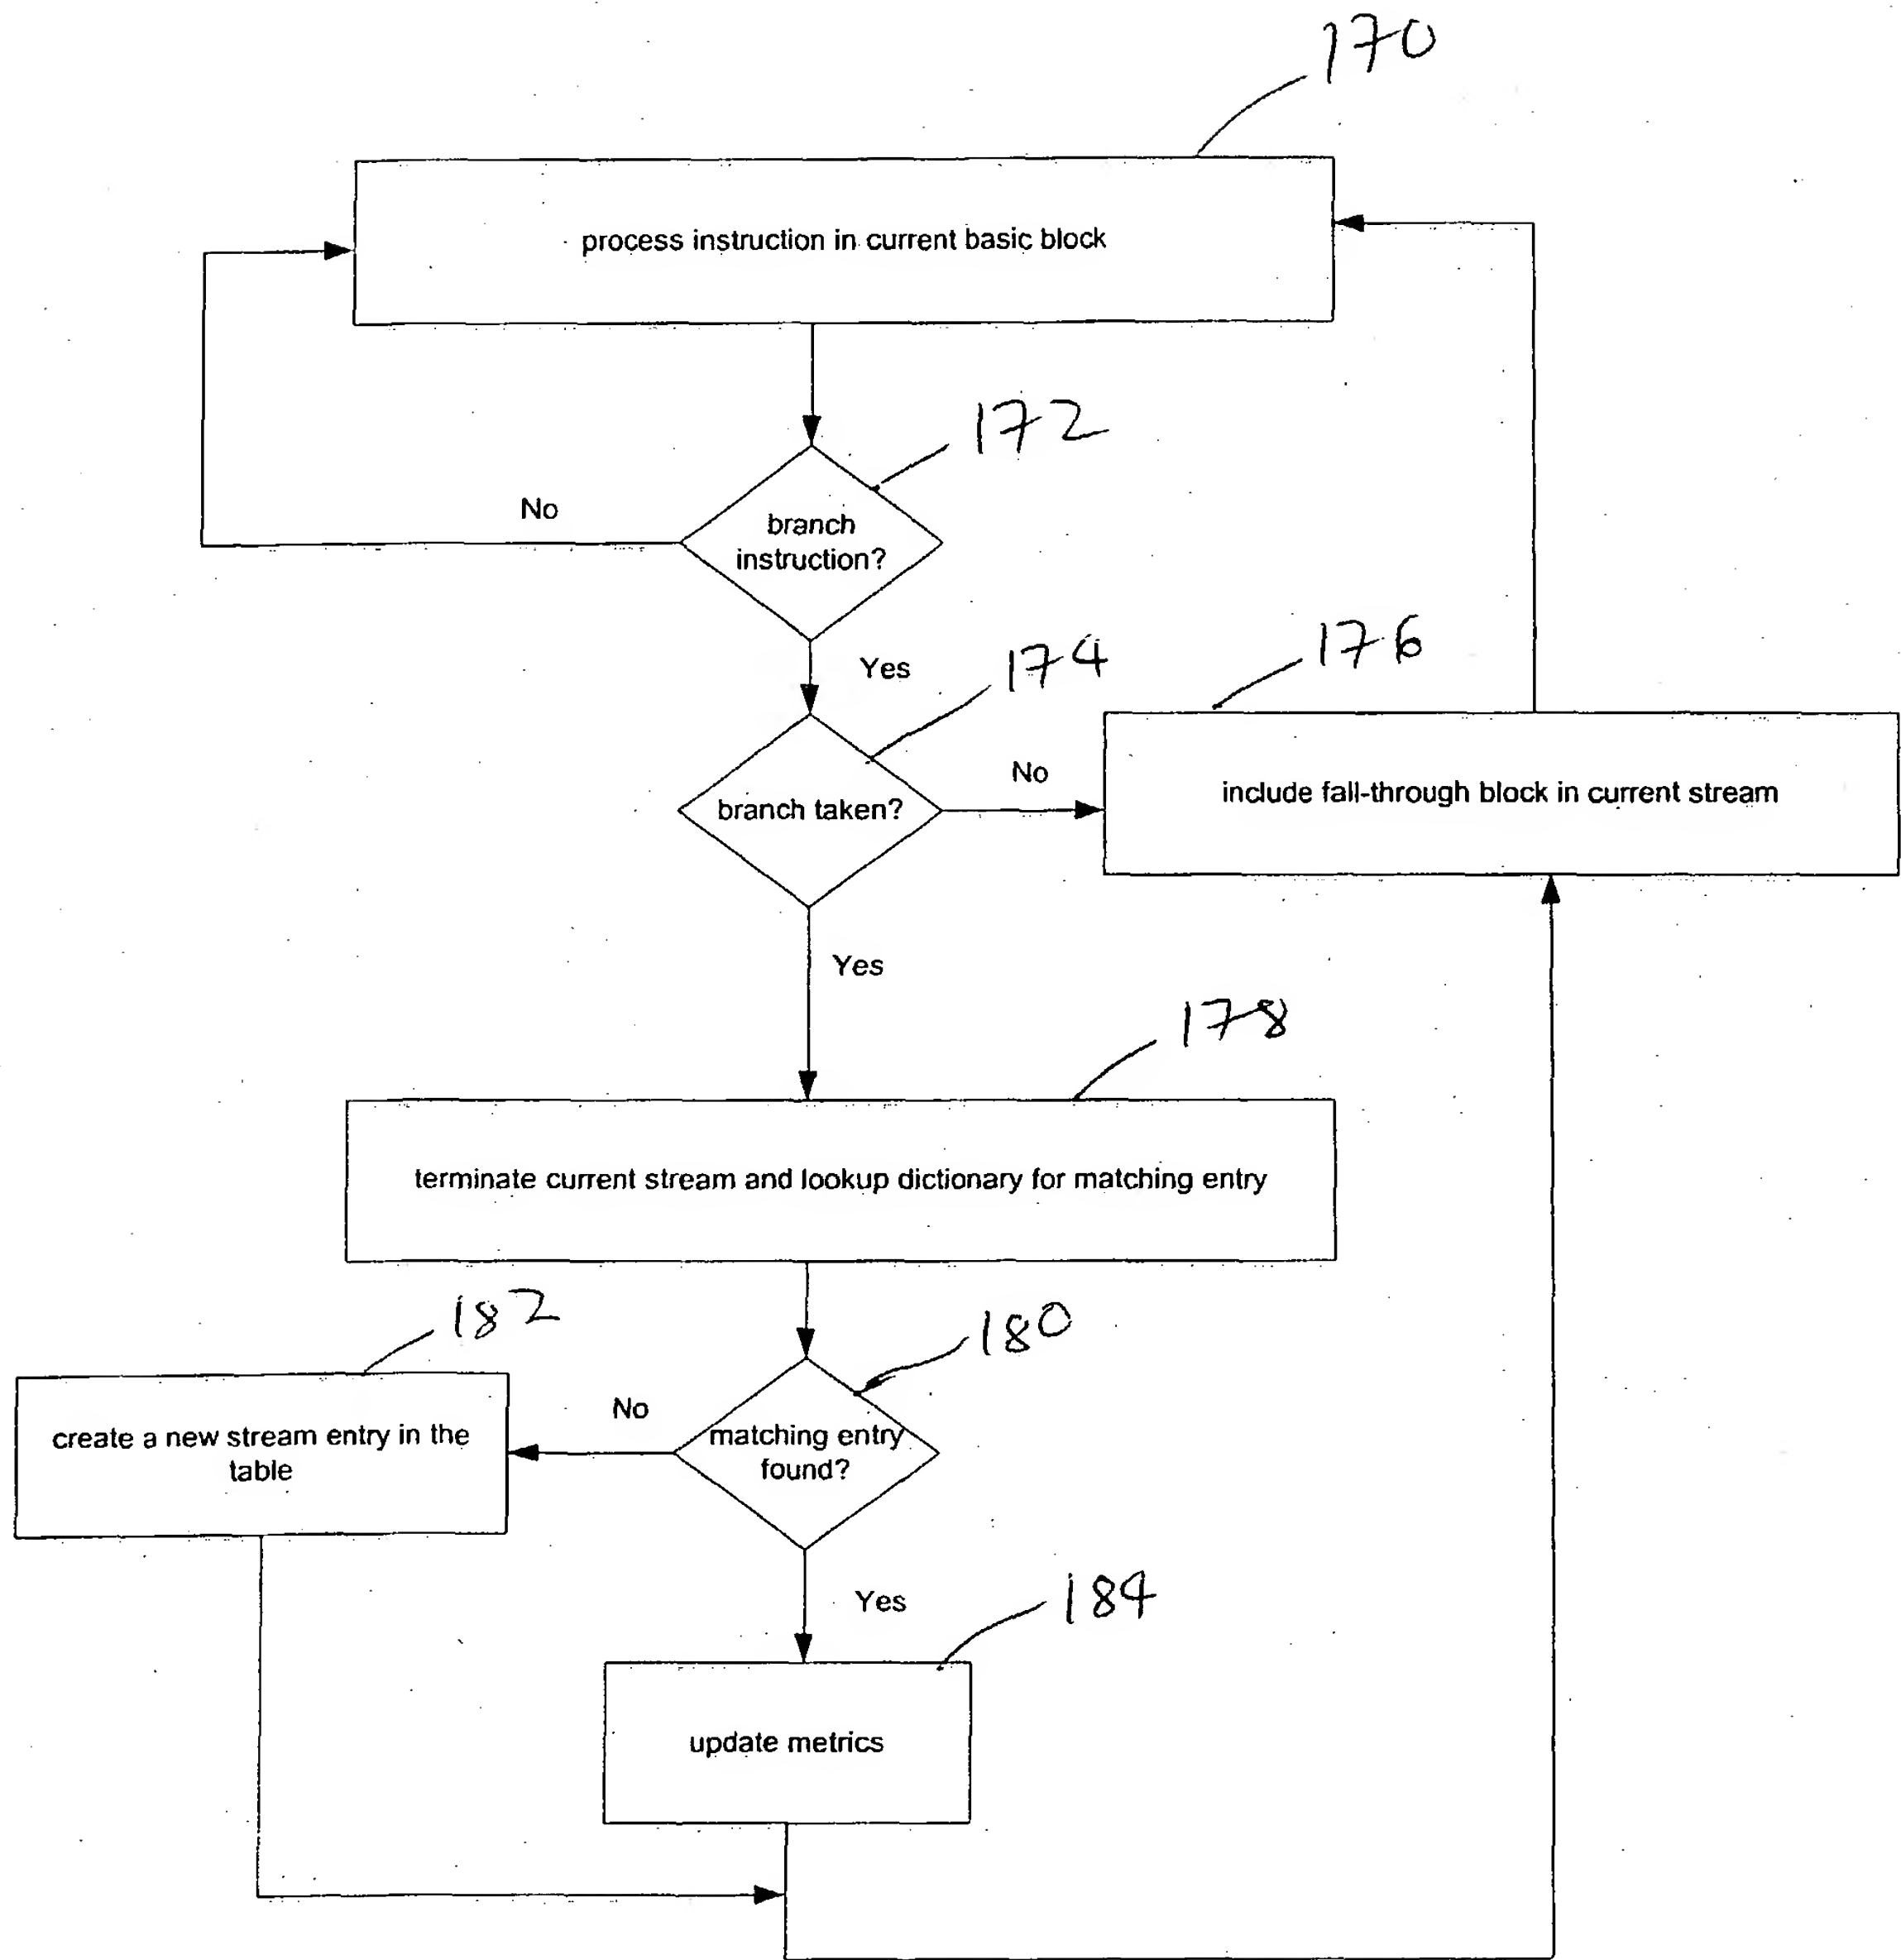 170
process instruction in current basic block
172
No
branch
instruction?
Yes
174
176
branch taken?
No
include fall-through block in current stream
Yes
178
terminate current stream and lookup dictionary for matching entry
182
180
No
create a new stream entry in the
table
matching entry
found?
Yes
184
update metrics